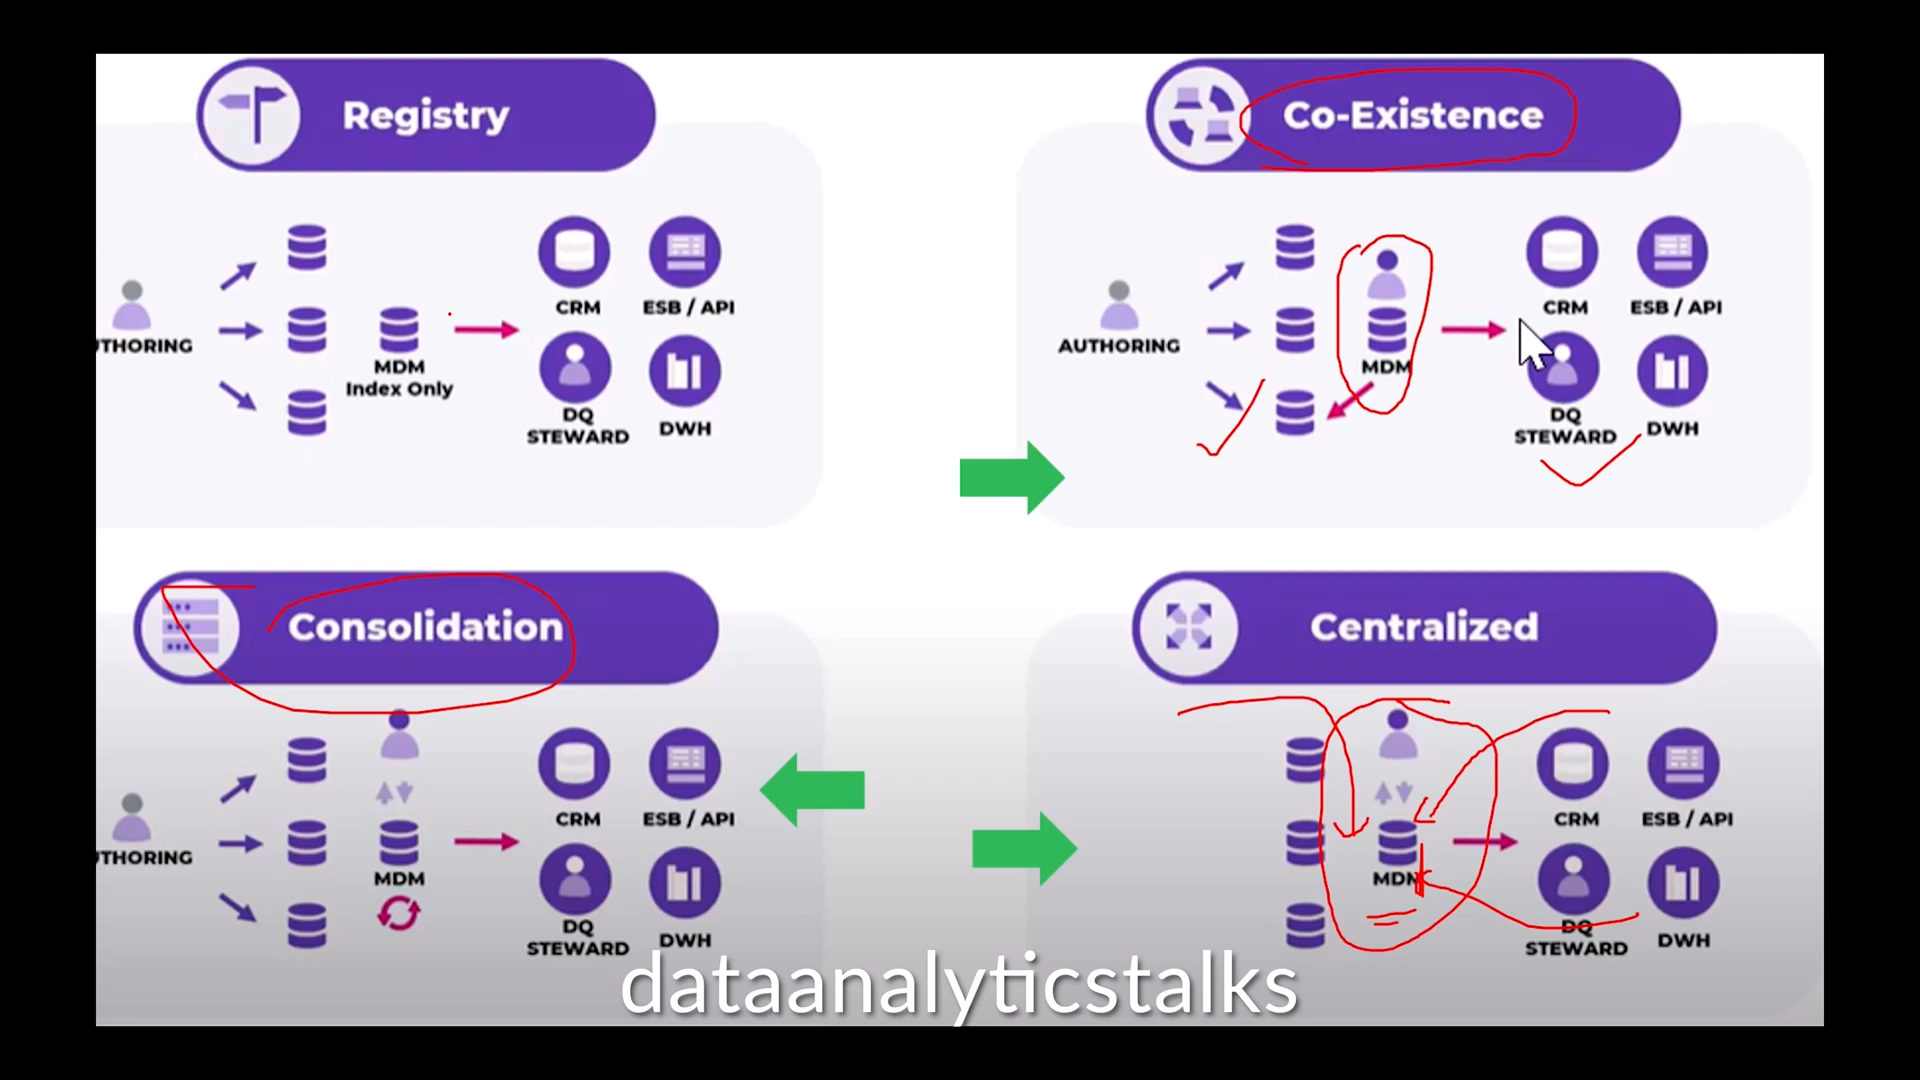 Registry
CRM
ESB / API
THORING
MDM
Index Only
DQ
STEWARD
DWH
Co-Existence
AUTHORING
MDM
CRM
ESB / API
DQ
STEWARD
DWH
Consolidation
THORING
MDM
CRM
ESB / API
DQ
STEWARD
DWH
Centralized
MDM
CRM
ESB / API
DQ
STEWARD
DWH
dataanalyticstalks